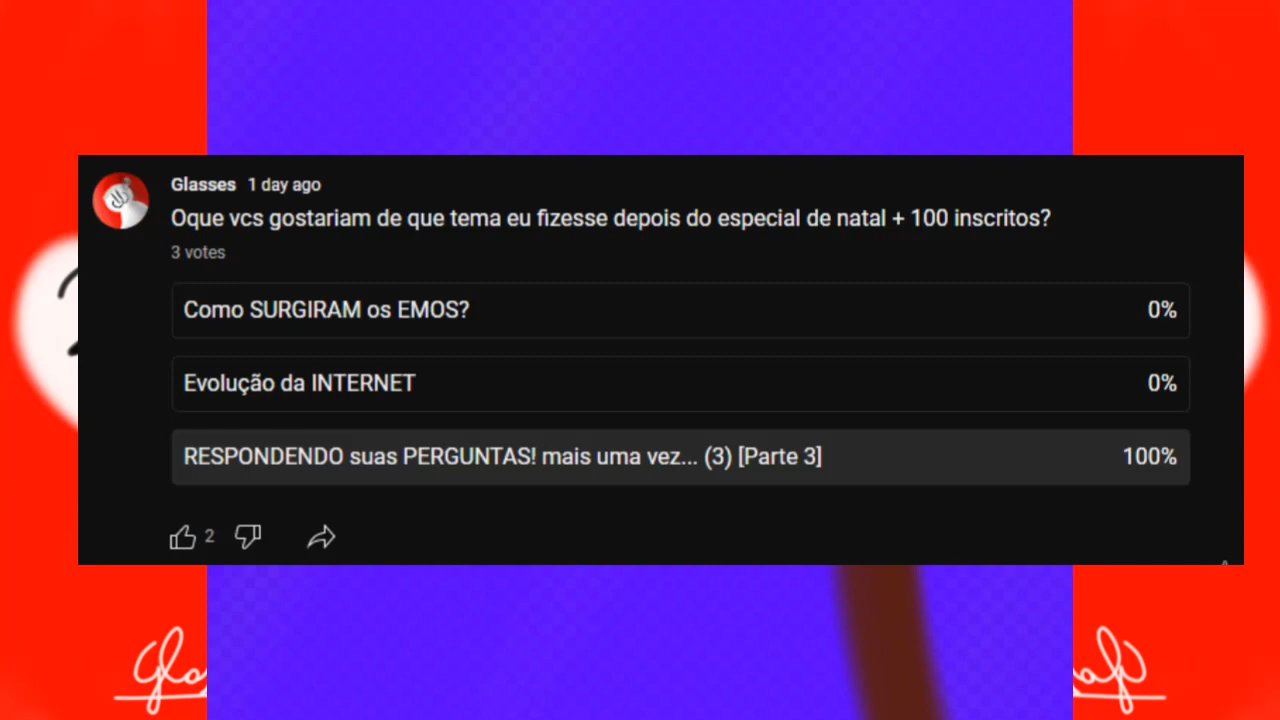 Glasses 1 day ago
Oque vcs gostariam de que tema eu fizesse depois do especial de natal + 100 inscritos?
3 votes
Como SURGIRAM os EMOS? 0%
Evolução da INTERNET 0%
RESPONDENDO suas PERGUNTAS! mais uma vez... (3) [Parte 3] 100%
2